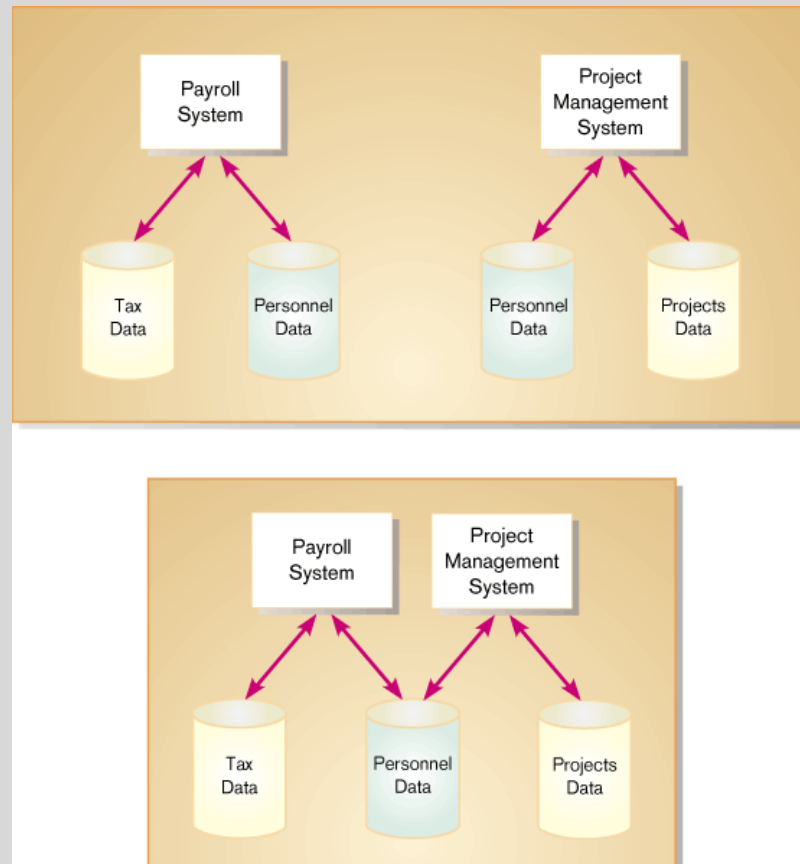 Payroll
System
Project
Management
System
Tax
Data
Personnel
Data
Personnel
Data
Projects
Data
Payroll
System
Project
Management
System
Tax
Data
Personnel
Data
Projects
Data